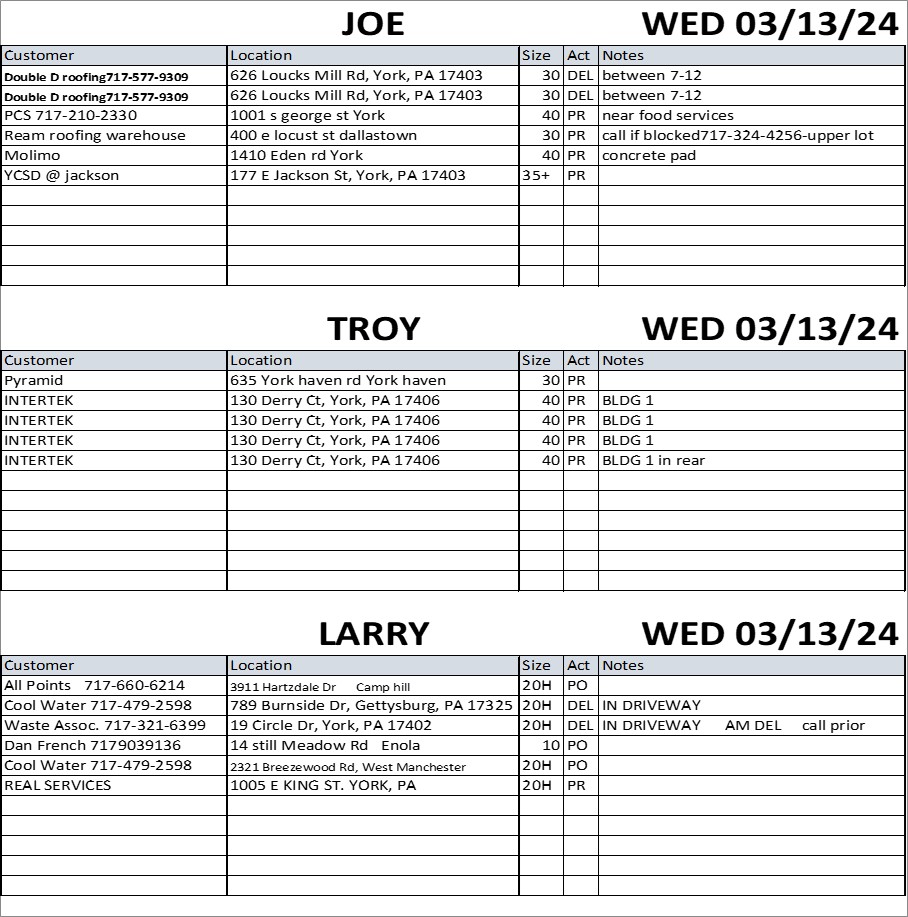 JOE WED 03/13/24
Customer Location Size Act Notes
Double D roofing717-577-9309 626 Loucks Mill Rd, York, PA 17403 30 DEL between 7-12
Double D roofing717-577-9309 626 Loucks Mill Rd, York, PA 17403 30 DEL between 7-12
PCS 717-210-2330 1001 s george st York 40 PR near food services
Ream roofing warehouse 400 e locust st dallastown 30 PR call if blocked717-324-4256-upper lot
Molimo 1410 Eden rd York 40 PR concrete pad
YCSD @ jackson 177 E Jackson St, York, PA 17403 35+ PR
TROY WED 03/13/24
Customer Location Size Act Notes
Pyramid 635 York haven rd York haven 30 PR
INTERTEK 130 Derry Ct, York, PA 17406 40 PR BLDG 1
INTERTEK 130 Derry Ct, York, PA 17406 40 PR BLDG 1
INTERTEK 130 Derry Ct, York, PA 17406 40 PR BLDG 1
INTERTEK 130 Derry Ct, York, PA 17406 40 PR BLDG 1 in rear
LARRY WED 03/13/24
Customer Location Size Act Notes
All Points 717-660-6214 3911 Hartzdale Dr Camp hill 20H PO
Cool Water 717-479-2598 789 Burnside Dr, Gettysburg, PA 17325 20H DEL IN DRIVEWAY
Waste Assoc. 717-321-6399 19 Circle Dr, York, PA 17402 20H DEL IN DRIVEWAY AM DEL call prior
Dan French 7179039136 14 still Meadow Rd Enola 10 PO
Cool Water 717-479-2598 2321 Breezewood Rd, West Manchester 20H PO
REAL SERVICES 1005 E KING ST. YORK, PA 20H PR